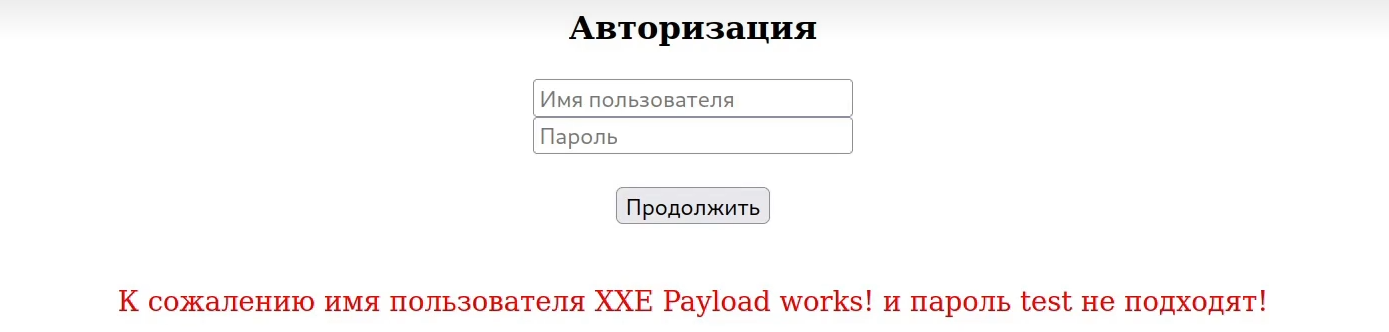 Авторизация
Имя пользователя
Пароль
Продолжить
К сожалению имя пользователя XXE Payload works! и пароль test не подходят!